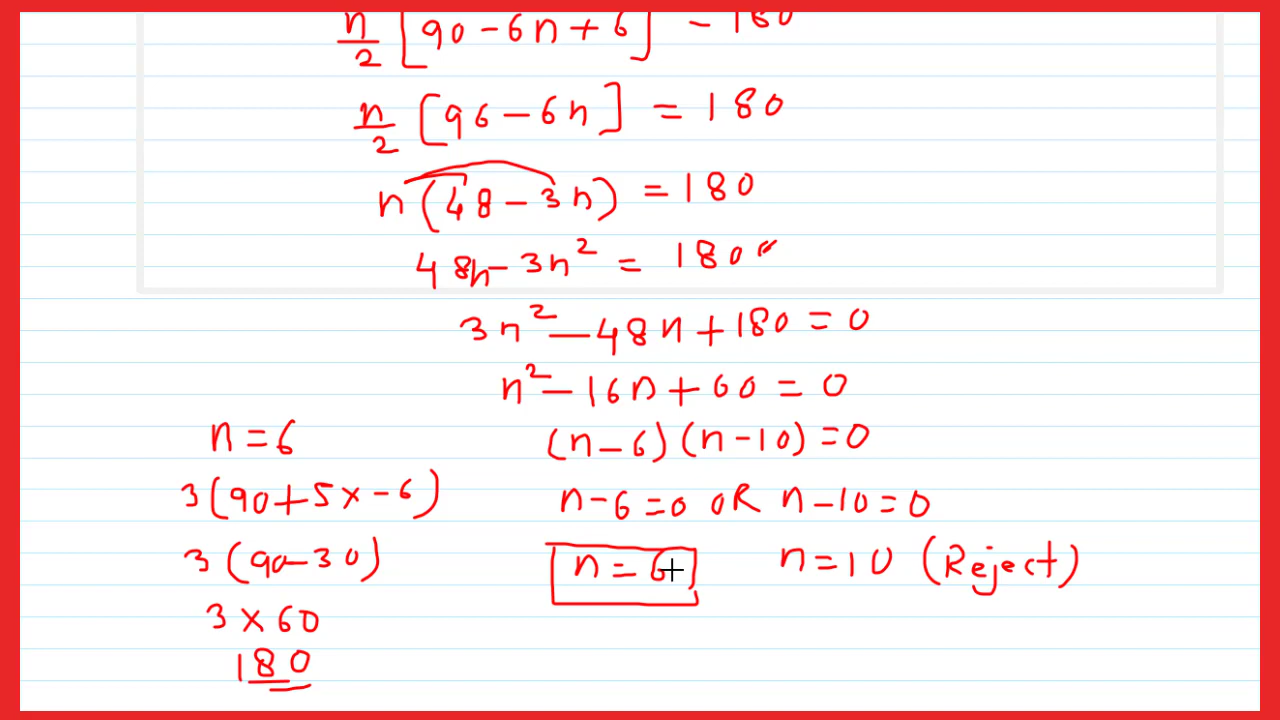 n/2 [90 - 6n + 6] = 180
n/2 [96 - 6n] = 180
n(48 - 3n) = 180
48n - 3n² = 180
3n² - 48n + 180 = 0
n² - 16n + 60 = 0
(n - 6)(n - 10) = 0
n - 6 = 0 OR n - 10 = 0
n = 6 n = 10 (Reject)
n = 6
3(90 + 5 x - 6)
3(90 - 30)
3 x 60
180